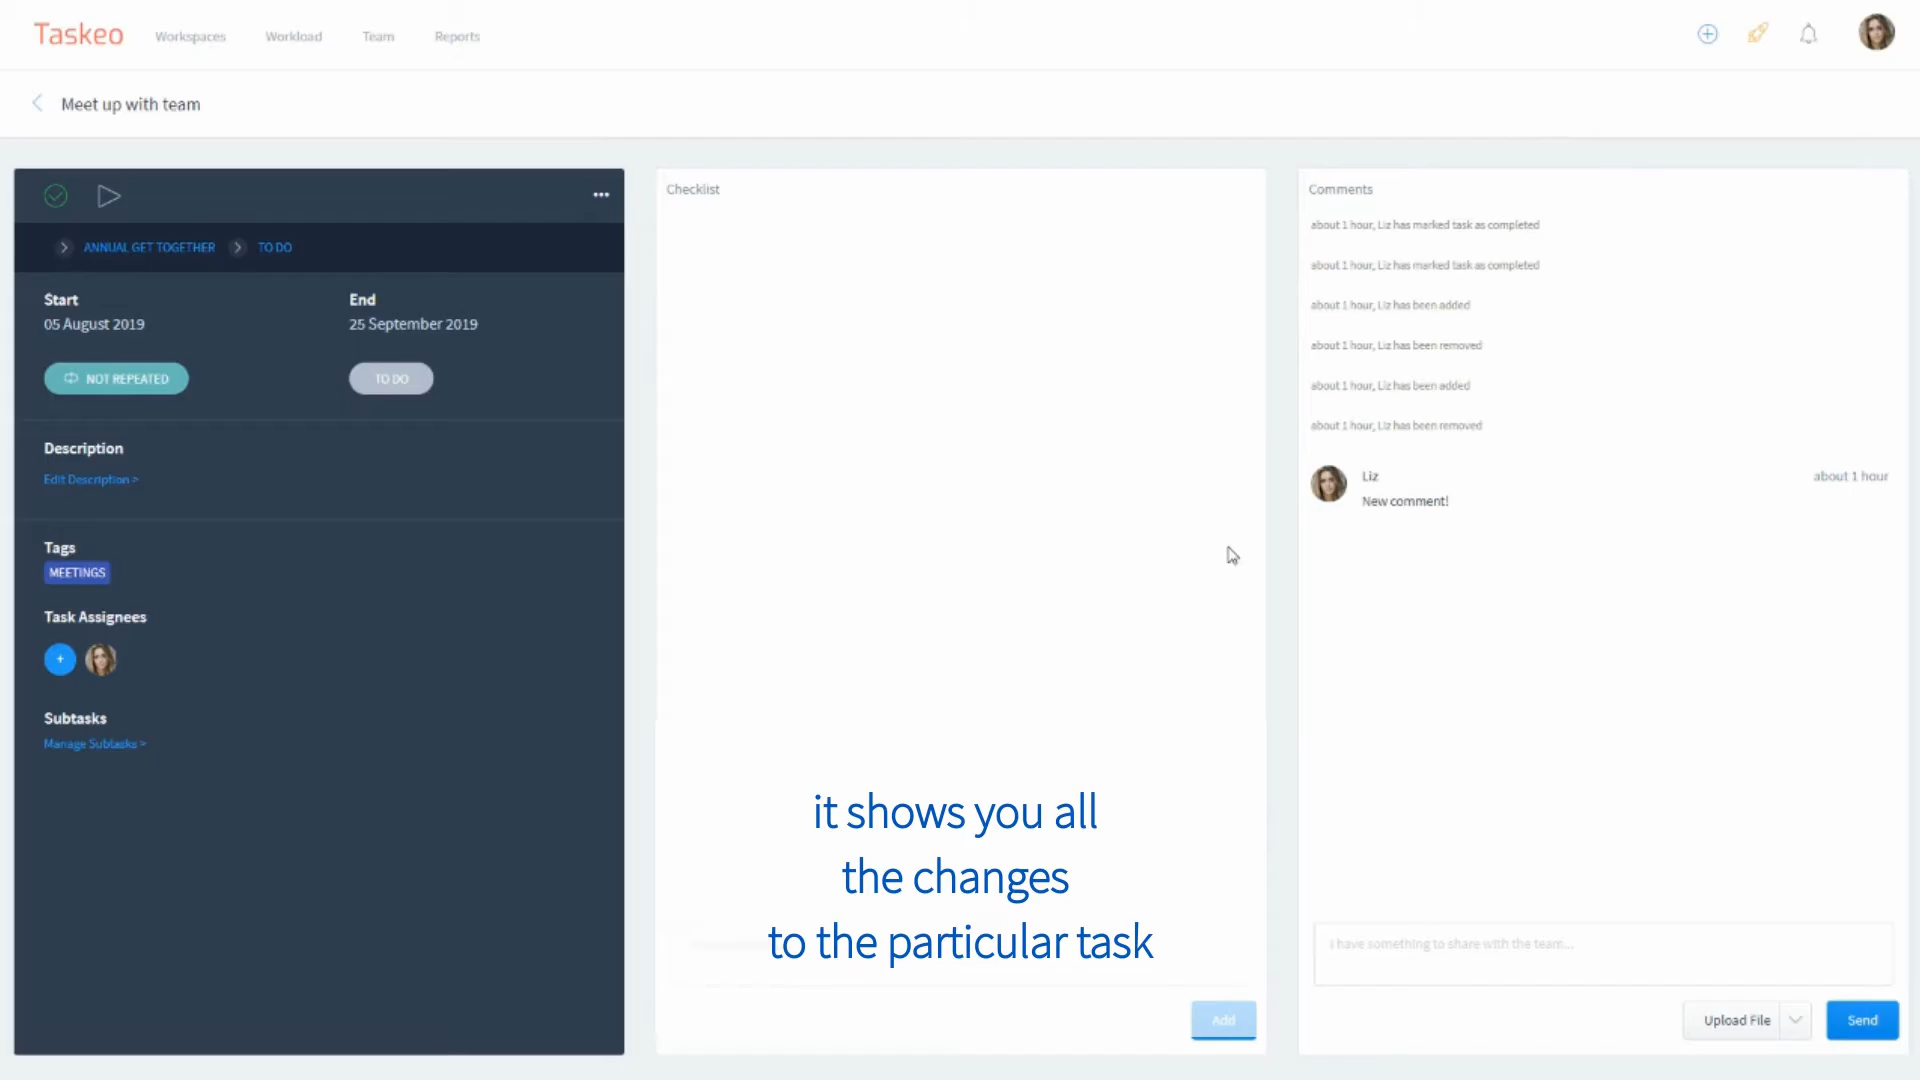 Taskeo
Workspaces
Workload
Team
Reports
Meet up with team
ANNUAL GET TOGETHER
TO DO
Start
05 August 2019
End
25 September 2019
NOT REPEATED
TO DO
Description
Edit Description >
Tags
MEETINGS
Task Assignees
+
Subtasks
Manage Subtasks >
Checklist
it shows you all
the changes
to the particular task
Add
Comments
about 1 hour, Liz has marked task as completed
about 1 hour, Liz has marked task as completed
about 1 hour, Liz has been added
about 1 hour, Liz has been removed
about 1 hour, Liz has been added
about 1 hour, Liz has been removed
Liz
about 1 hour
New comment!
I have something to share with the team...
Upload File
Send